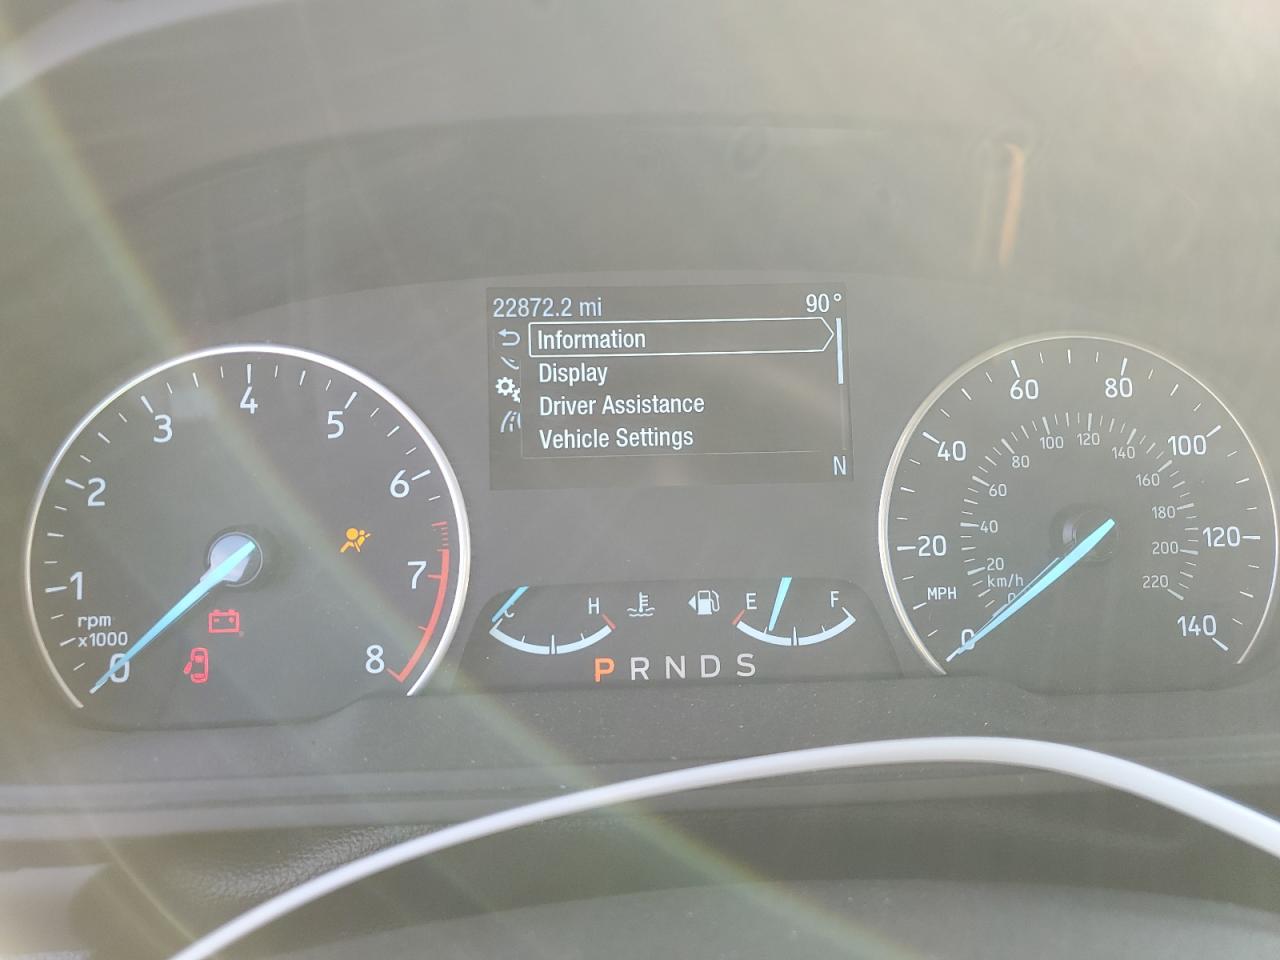 22872.2 mi 90°
Information
Display
Driver Assistance
Vehicle Settings
N
0 1 2 3 4 5 6 7 8
rpm
x1000
C H
E F
P R N D S
0 20 40 60 80 100 120 140
MPH
km/h
0 20 40 60 80 100 120 140 160 180 200 220